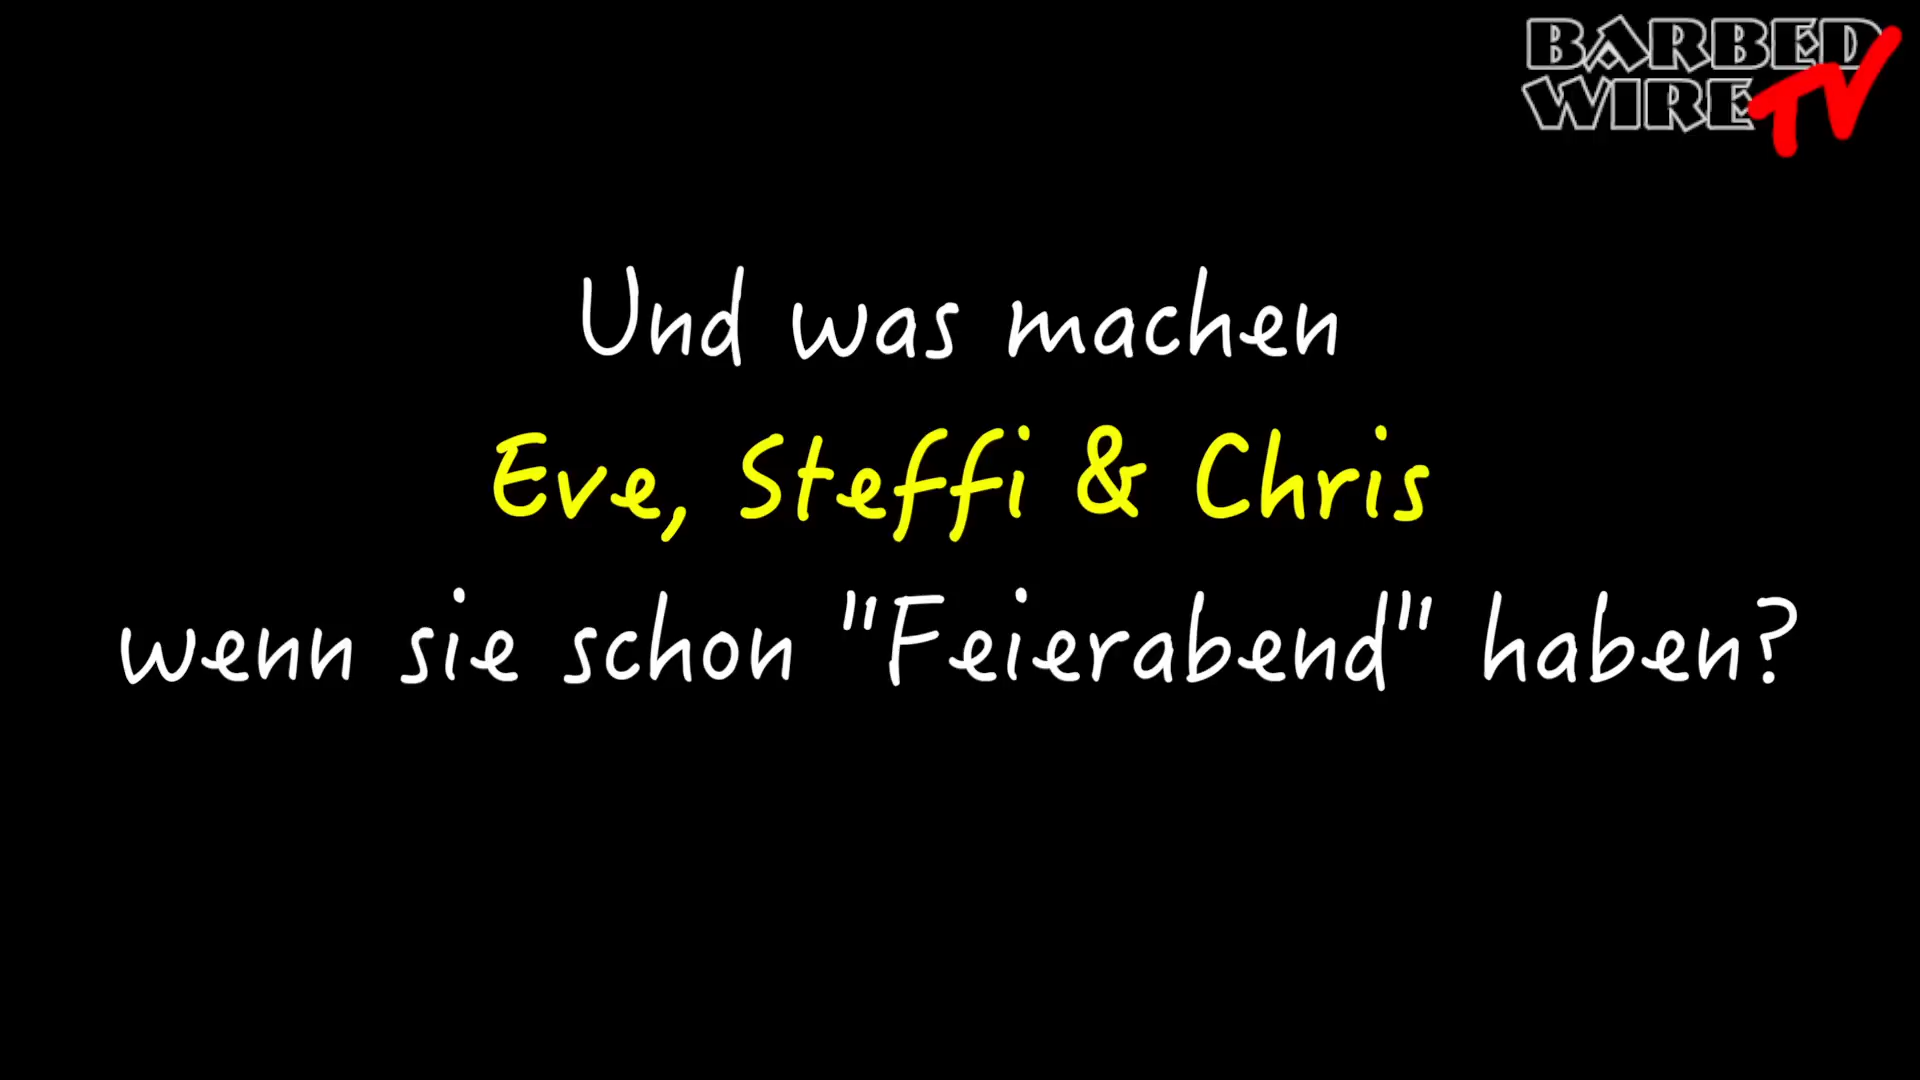 BARBED
WIRE TV
Und was machen
Eve, Steffi & Chris
wenn sie schon "Feierabend" haben?